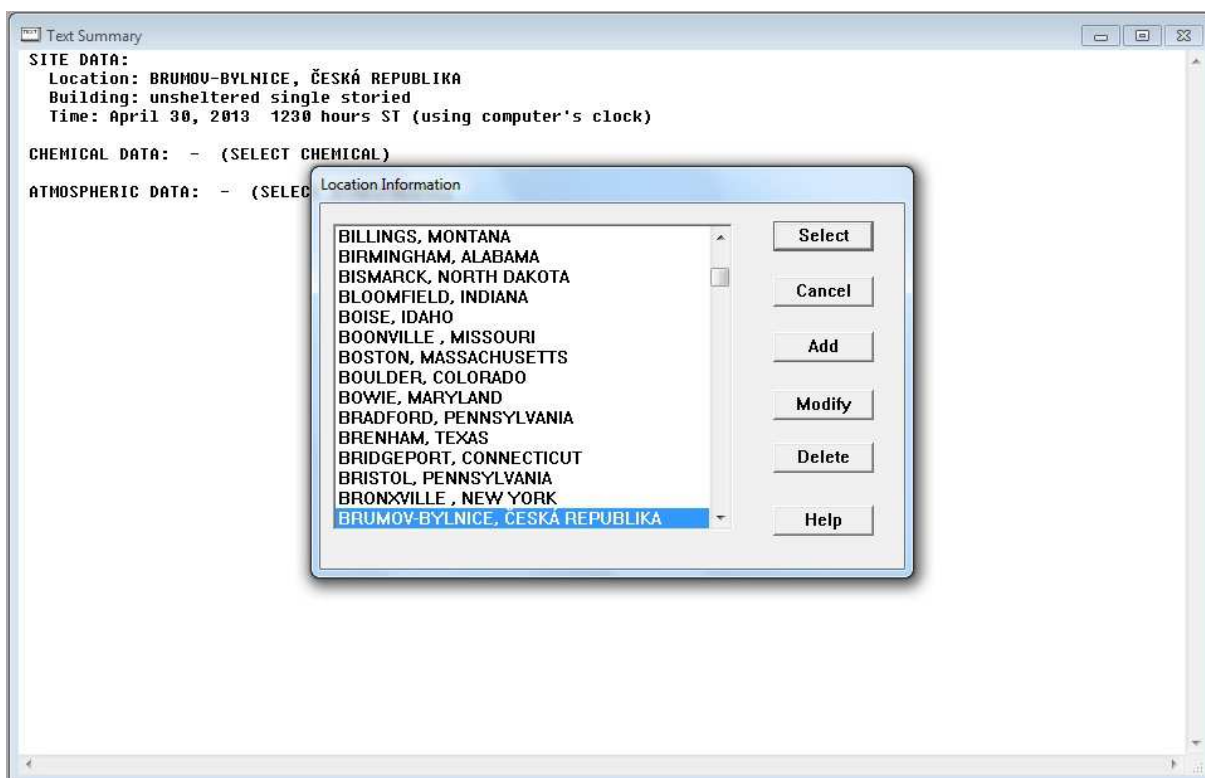 Text Summary
SITE DATA:
Location: BRUMOV-BYLNICE, ČESKÁ REPUBLIKA
Building: unsheltered single storied
Time: April 30, 2013 1230 hours ST (using computer's clock)
CHEMICAL DATA: - (SELECT CHEMICAL)
ATMOSPHERIC DATA: - (SELEC
Location Information
BILLINGS, MONTANA
BIRMINGHAM, ALABAMA
BISMARCK, NORTH DAKOTA
BLOOMFIELD, INDIANA
BOISE, IDAHO
BOONVILLE , MISSOURI
BOSTON, MASSACHUSETTS
BOULDER, COLORADO
BOWIE, MARYLAND
BRADFORD, PENNSYLVANIA
BRENHAM, TEXAS
BRIDGEPORT, CONNECTICUT
BRISTOL, PENNSYLVANIA
BRONXVILLE , NEW YORK
BRUMOV-BYLNICE, ČESKÁ REPUBLIKA
Select
Cancel
Add
Modify
Delete
Help